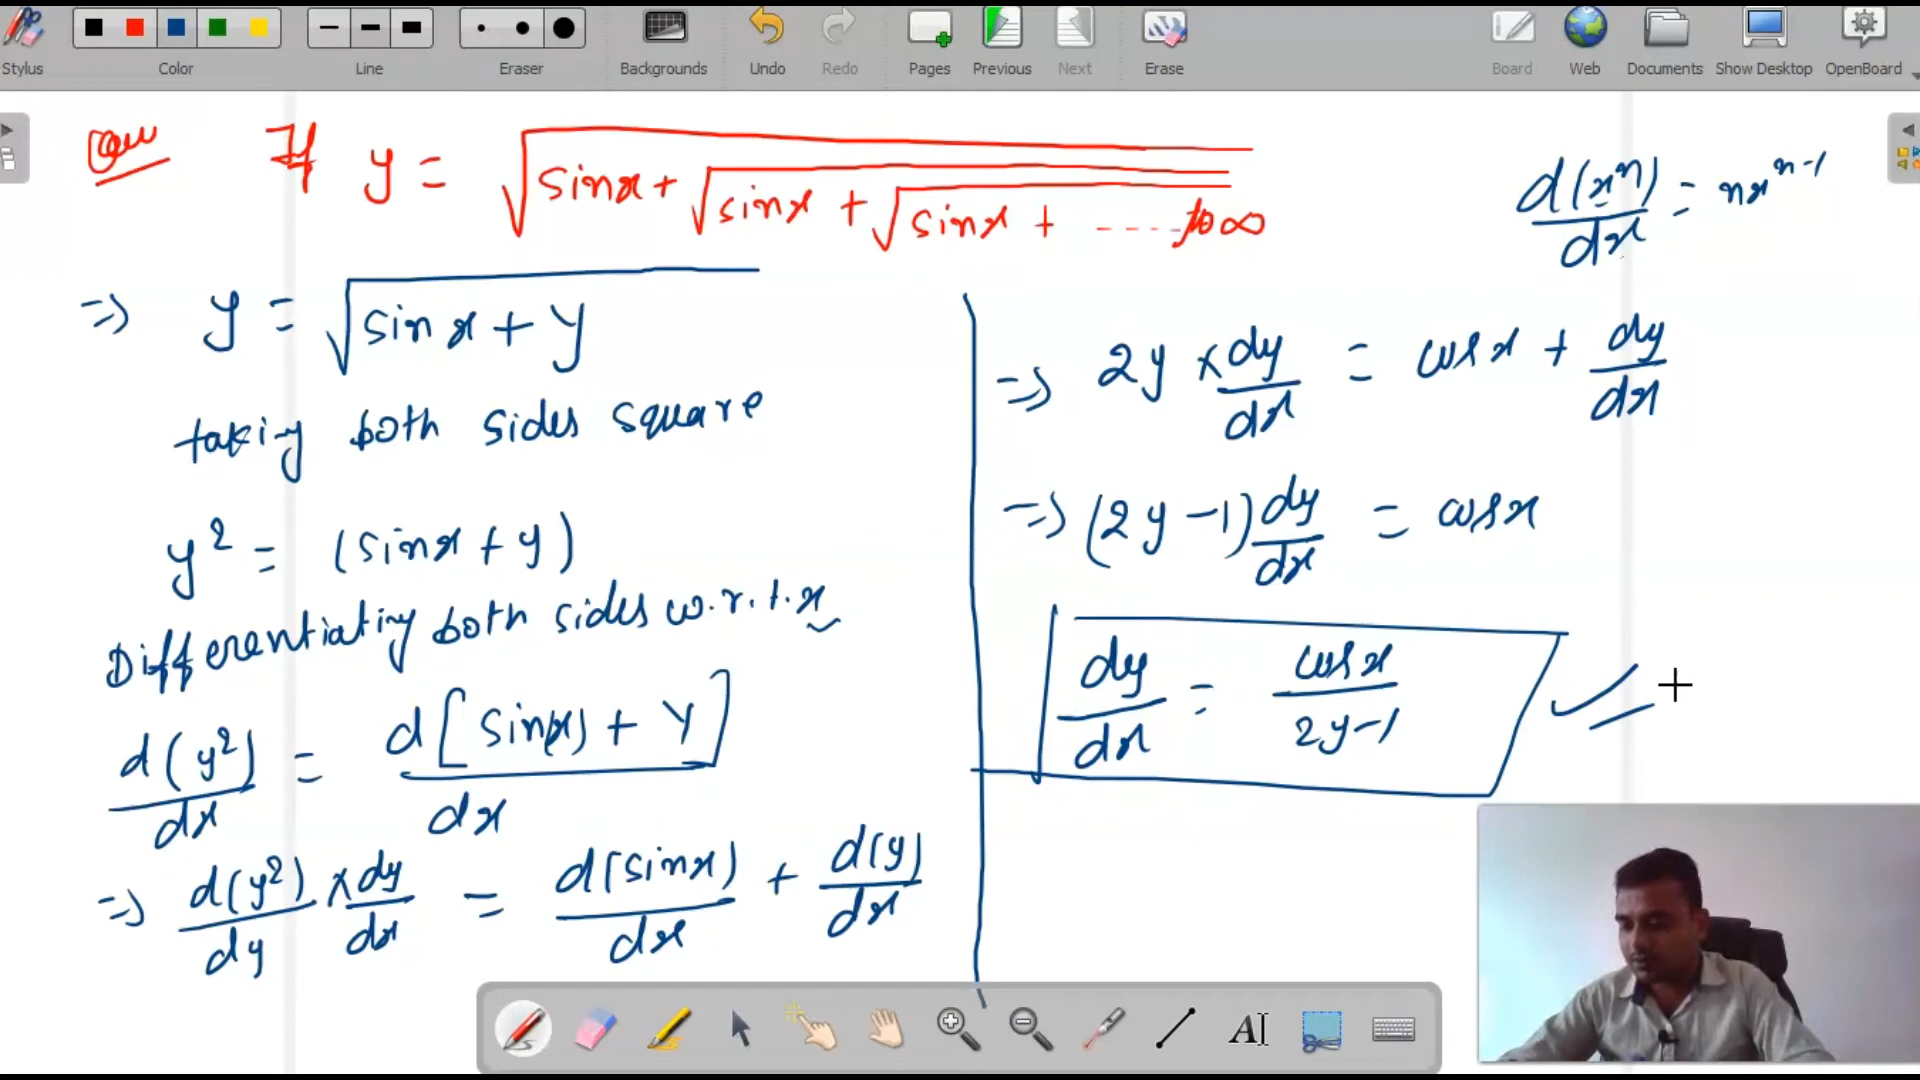 Stylus Color Line Eraser Backgrounds Undo Redo Pages Previous Next Erase Board Web Documents Show Desktop OpenBoard
Que If y = √(sinx + √(sinx + √(sinx + ..... to ∞
d(xⁿ)/dx = nxⁿ⁻¹
⇒ y = √(sinx + y)
taking both sides square
y² = (sinx + y)
Differentiating both sides w.r.t.x
d(y²)/dx = d[sin(x) + y]/dx
⇒ d(y²)/dy × dy/dx = d(sinx)/dx + d(y)/dx
⇒ 2y × dy/dx = cosx + dy/dx
⇒ (2y - 1) dy/dx = cosx
dy/dx = cosx/2y-1